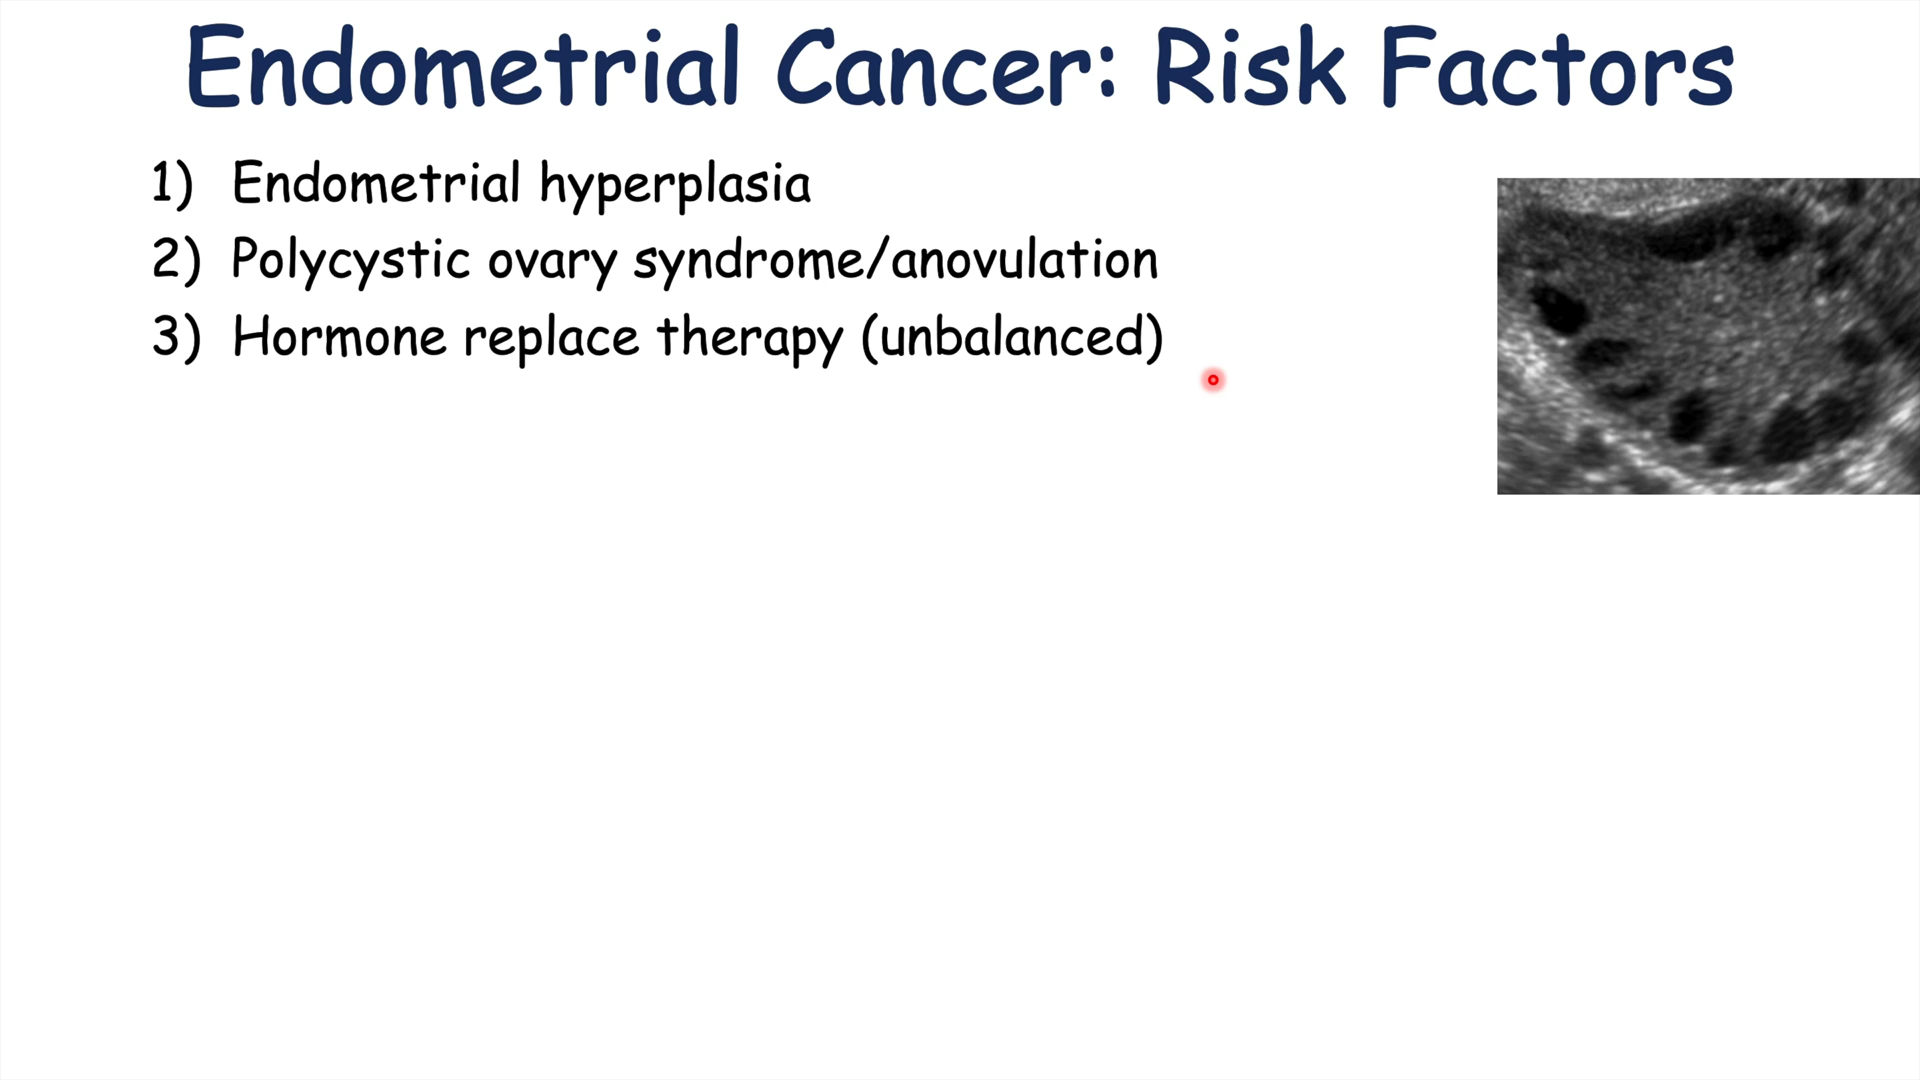 Endometrial Cancer: Risk Factors
1) Endometrial hyperplasia
2) Polycystic ovary syndrome/anovulation
3) Hormone replace therapy (unbalanced)